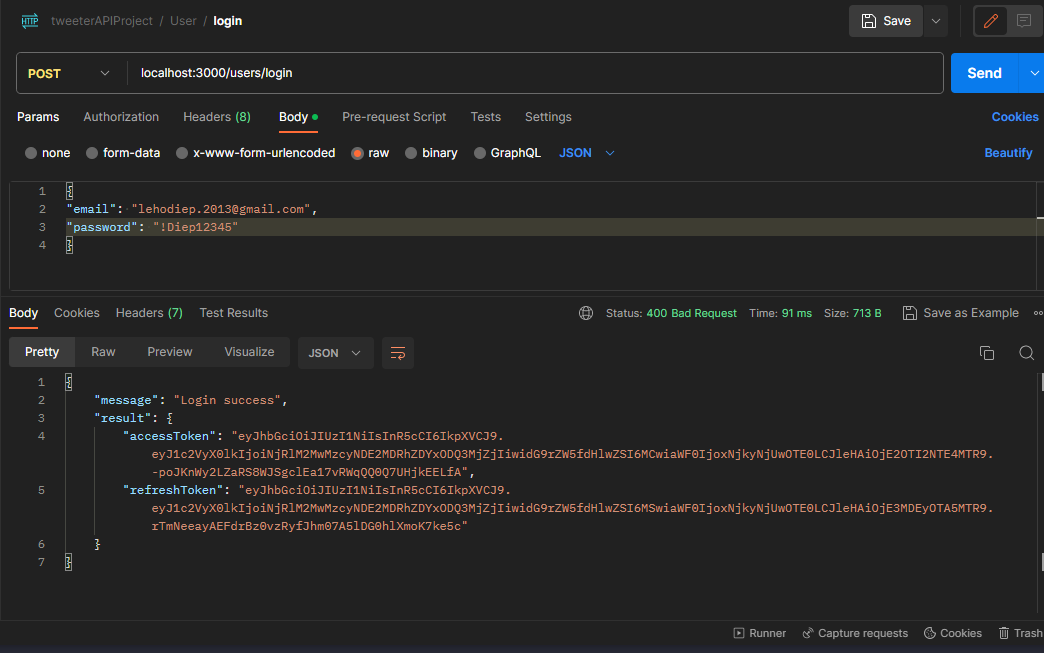 HTTP tweeterAPIProject / User / login Save
POST localhost:3000/users/login Send
Params Authorization Headers (8) Body Pre-request Script Tests Settings Cookies
none form-data x-www-form-urlencoded raw binary GraphQL JSON Beautify
1 {
2 "email": "lehodiep.2013@gmail.com",
3 "password": "!Diep12345"
4 }
Body Cookies Headers (7) Test Results Status: 400 Bad Request Time: 91 ms Size: 713 B Save as Example
Pretty Raw Preview Visualize JSON
1 {
2 "message": "Login success",
3 "result": {
4 "accessToken": "eyJhbGciOiJIUzI1NiIsInR5cCI6IkpXVCJ9.
eyJ1c2VyX0lkIjoiNjRlM2MwMzcyNDE2MDRhZDYxODQ3MjZjIiwidG9rZW5fdHlwZSI6MCwiaWF0IjoxNjkyNjUwOTE0LCJleHAiOjE2OTI2NTE4MTR9.
-poJKnWy2LZaRS8WJSgclEa17vRWqQQ0Q7UHjkEELfA",
5 "refreshToken": "eyJhbGciOiJIUzI1NiIsInR5cCI6IkpXVCJ9.
eyJ1c2VyX0lkIjoiNjRlM2MwMzcyNDE2MDRhZDYxODQ3MjZjIiwidG9rZW5fdHlwZSI6MSwiaWF0IjoxNjkyNjUwOTE0LCJleHAiOjE3MDEyOTA5MTR9.
rTmNeeayAEFdrBz0vzRyfJhm07A5lDG0hlXmoK7ke5c"
6 }
7 }
Runner Capture requests Cookies Trash